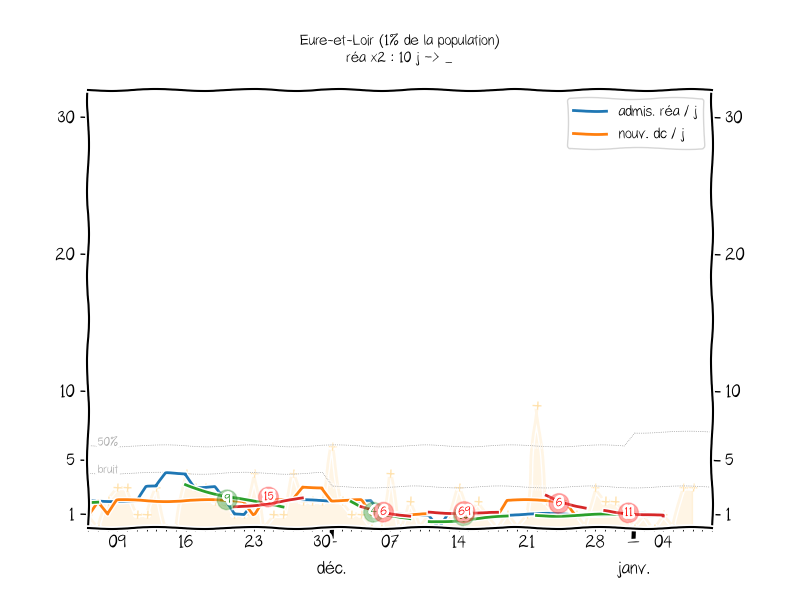 Eure-et-Loir (1% de la population)
réa x2 : 10 j -> _
admis. réa / j
nouv. dc / j
30 30
20 20
10 10
50%
5 5
bruit
9 15 4 6 69 6 11
1 1
09 16 23 30 07 14 21 28 04
déc. janv.